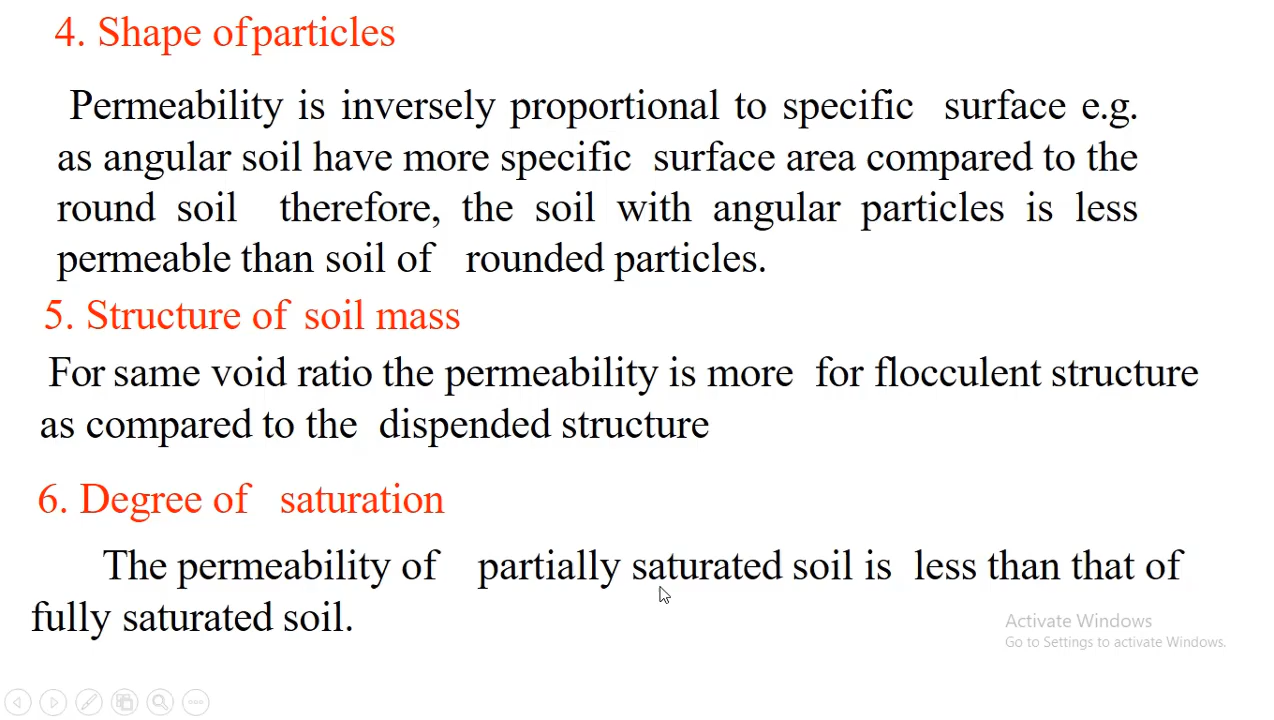 4. Shape of particles
Permeability is inversely proportional to specific surface e.g.
as angular soil have more specific surface area compared to the
round soil therefore, the soil with angular particles is less
permeable than soil of rounded particles.
5. Structure of soil mass
For same void ratio the permeability is more for flocculent structure
as compared to the dispended structure
6. Degree of saturation
The permeability of partially saturated soil is less than that of
fully saturated soil.
Activate Windows
Go to Settings to activate Windows.